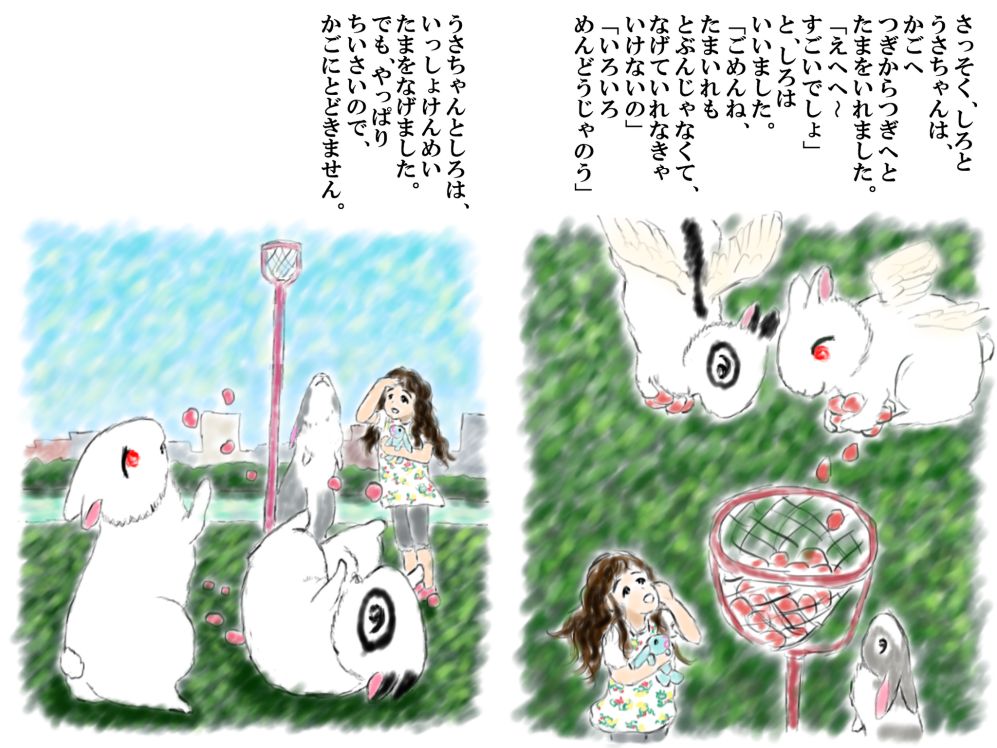 さっそく、しろと
うさちゃんは、
かごへ
つぎからつぎへと
たまをいれました。
「えへへ～
すごいでしょ」
と、しろは
いいました。
「ごめんね、
たまいれも
とぶんじゃなくて、
なげていれなきゃ
いけないの」
「いろいろ
めんどうじゃのう」
うさちゃんとしろは、
いっしょけんめい
たまをなげました。
でも、やっぱり
ちいさいので、
かごにとどきません。